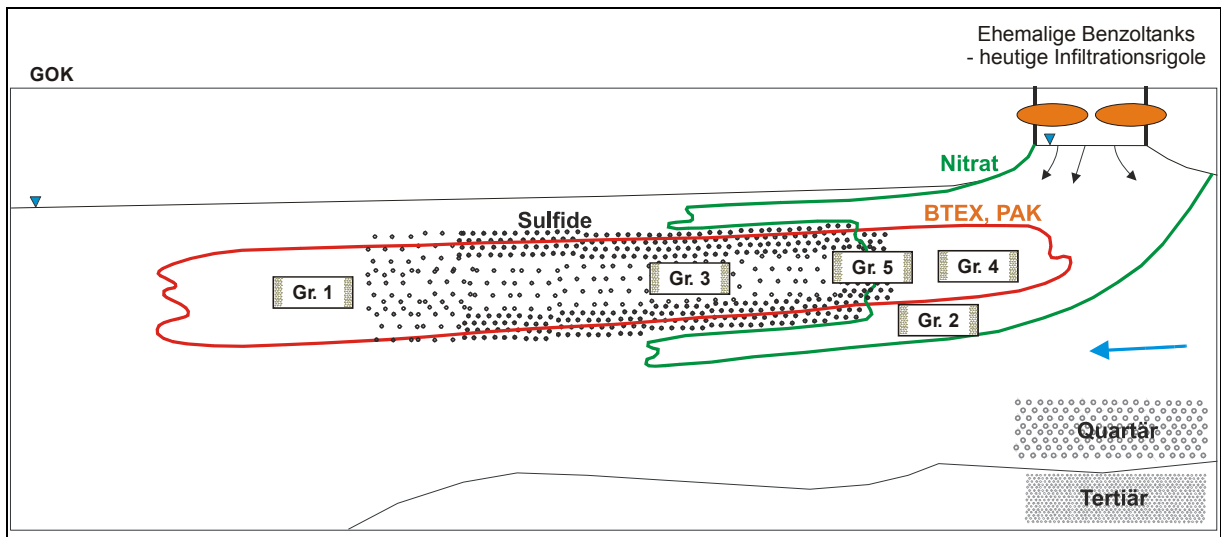 Ehemalige Benzoltanks
- heutige Infiltrationsrigole
GOK
Nitrat
Sulfide
BTEX, PAK
Gr. 1
Gr. 3
Gr. 5
Gr. 4
Gr. 2
Quartär
Tertiär